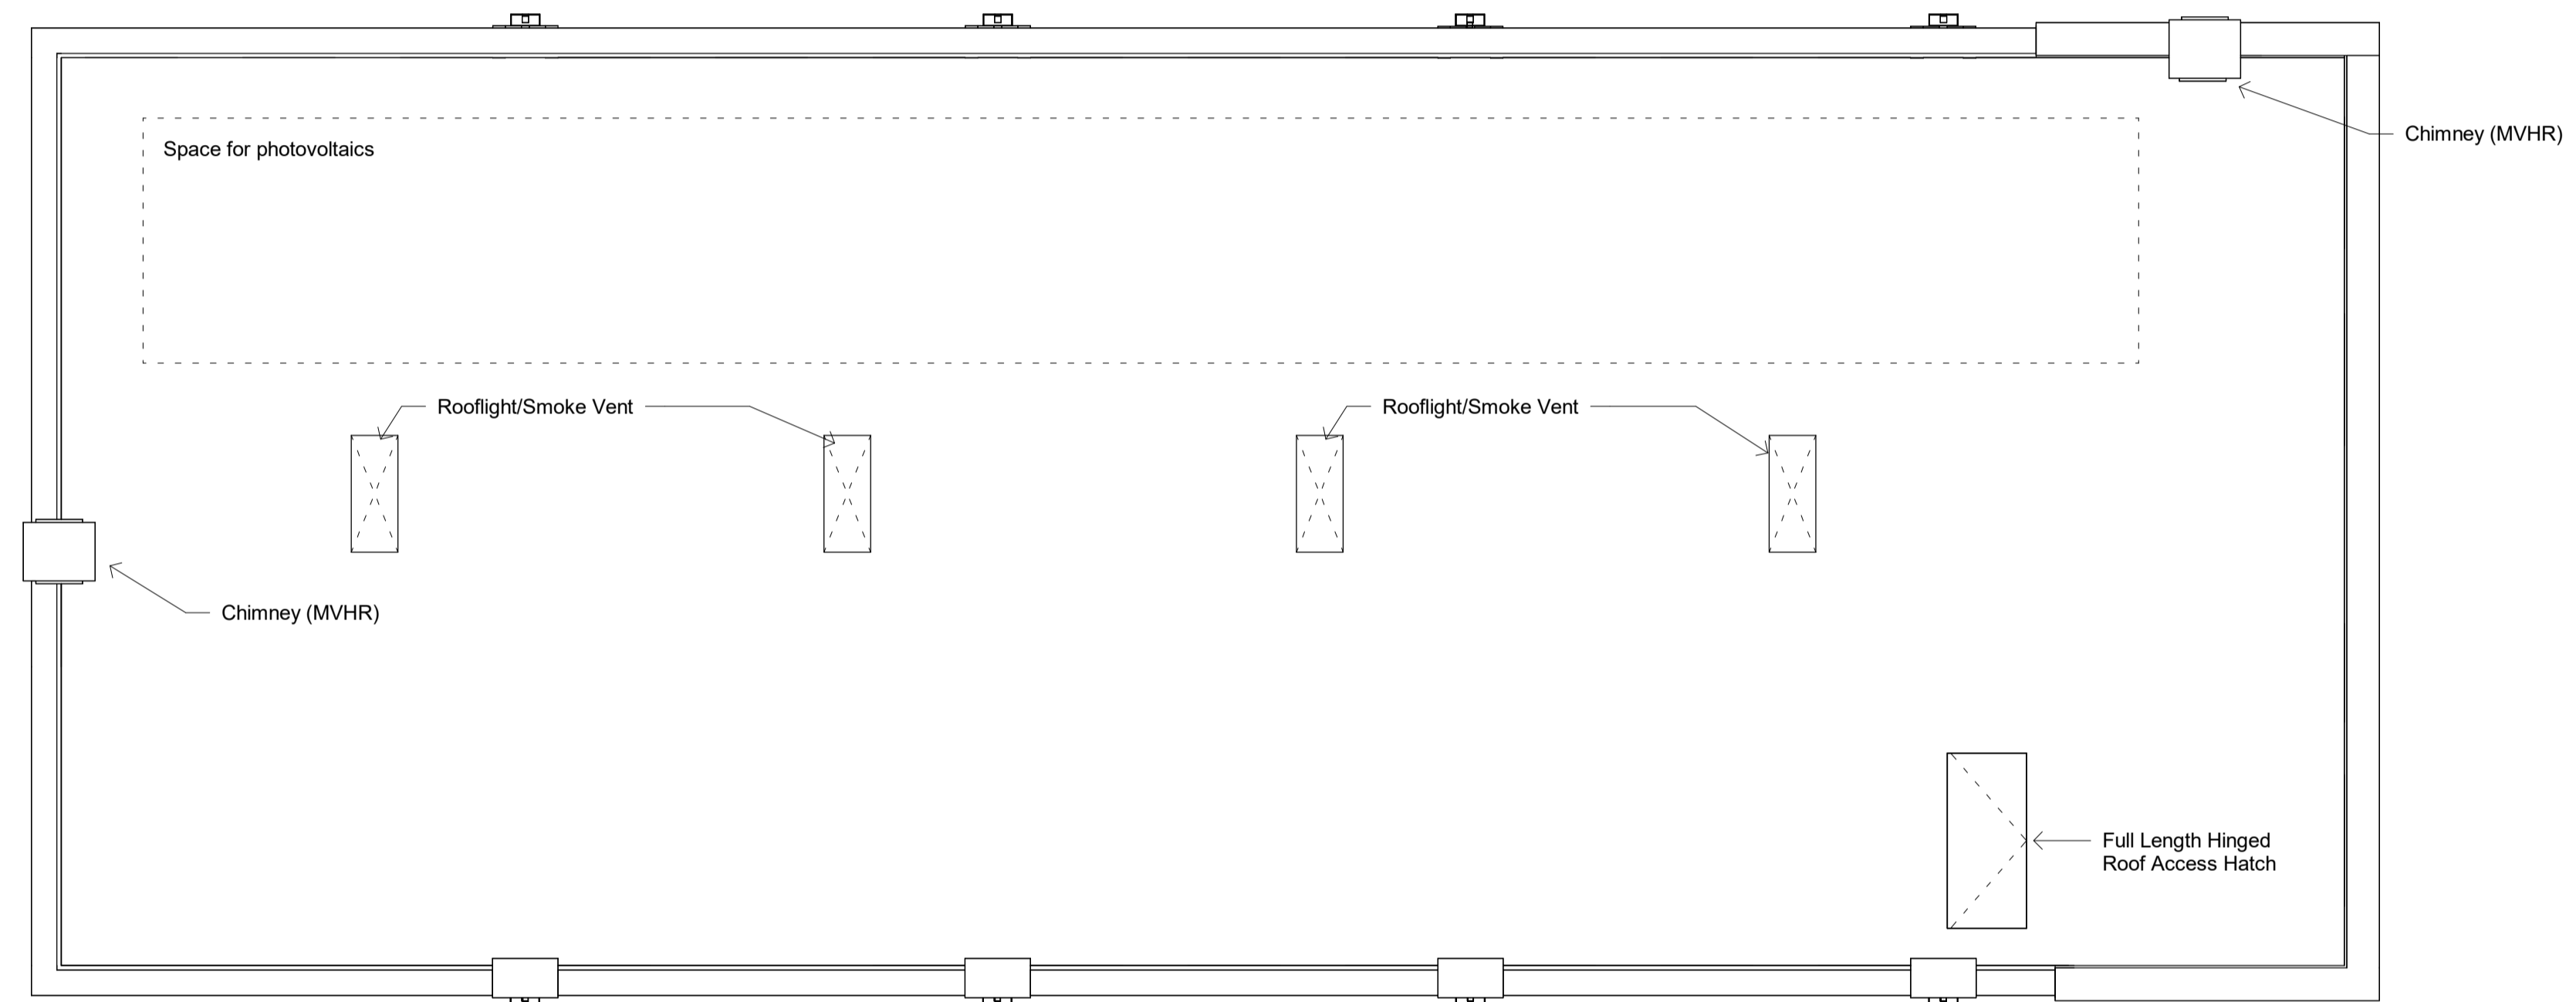 Space for photovoltaics
Chimney (MVHR)
Rooflight/Smoke Vent
Rooflight/Smoke Vent
Chimney (MVHR)
Full Length Hinged
Roof Access Hatch